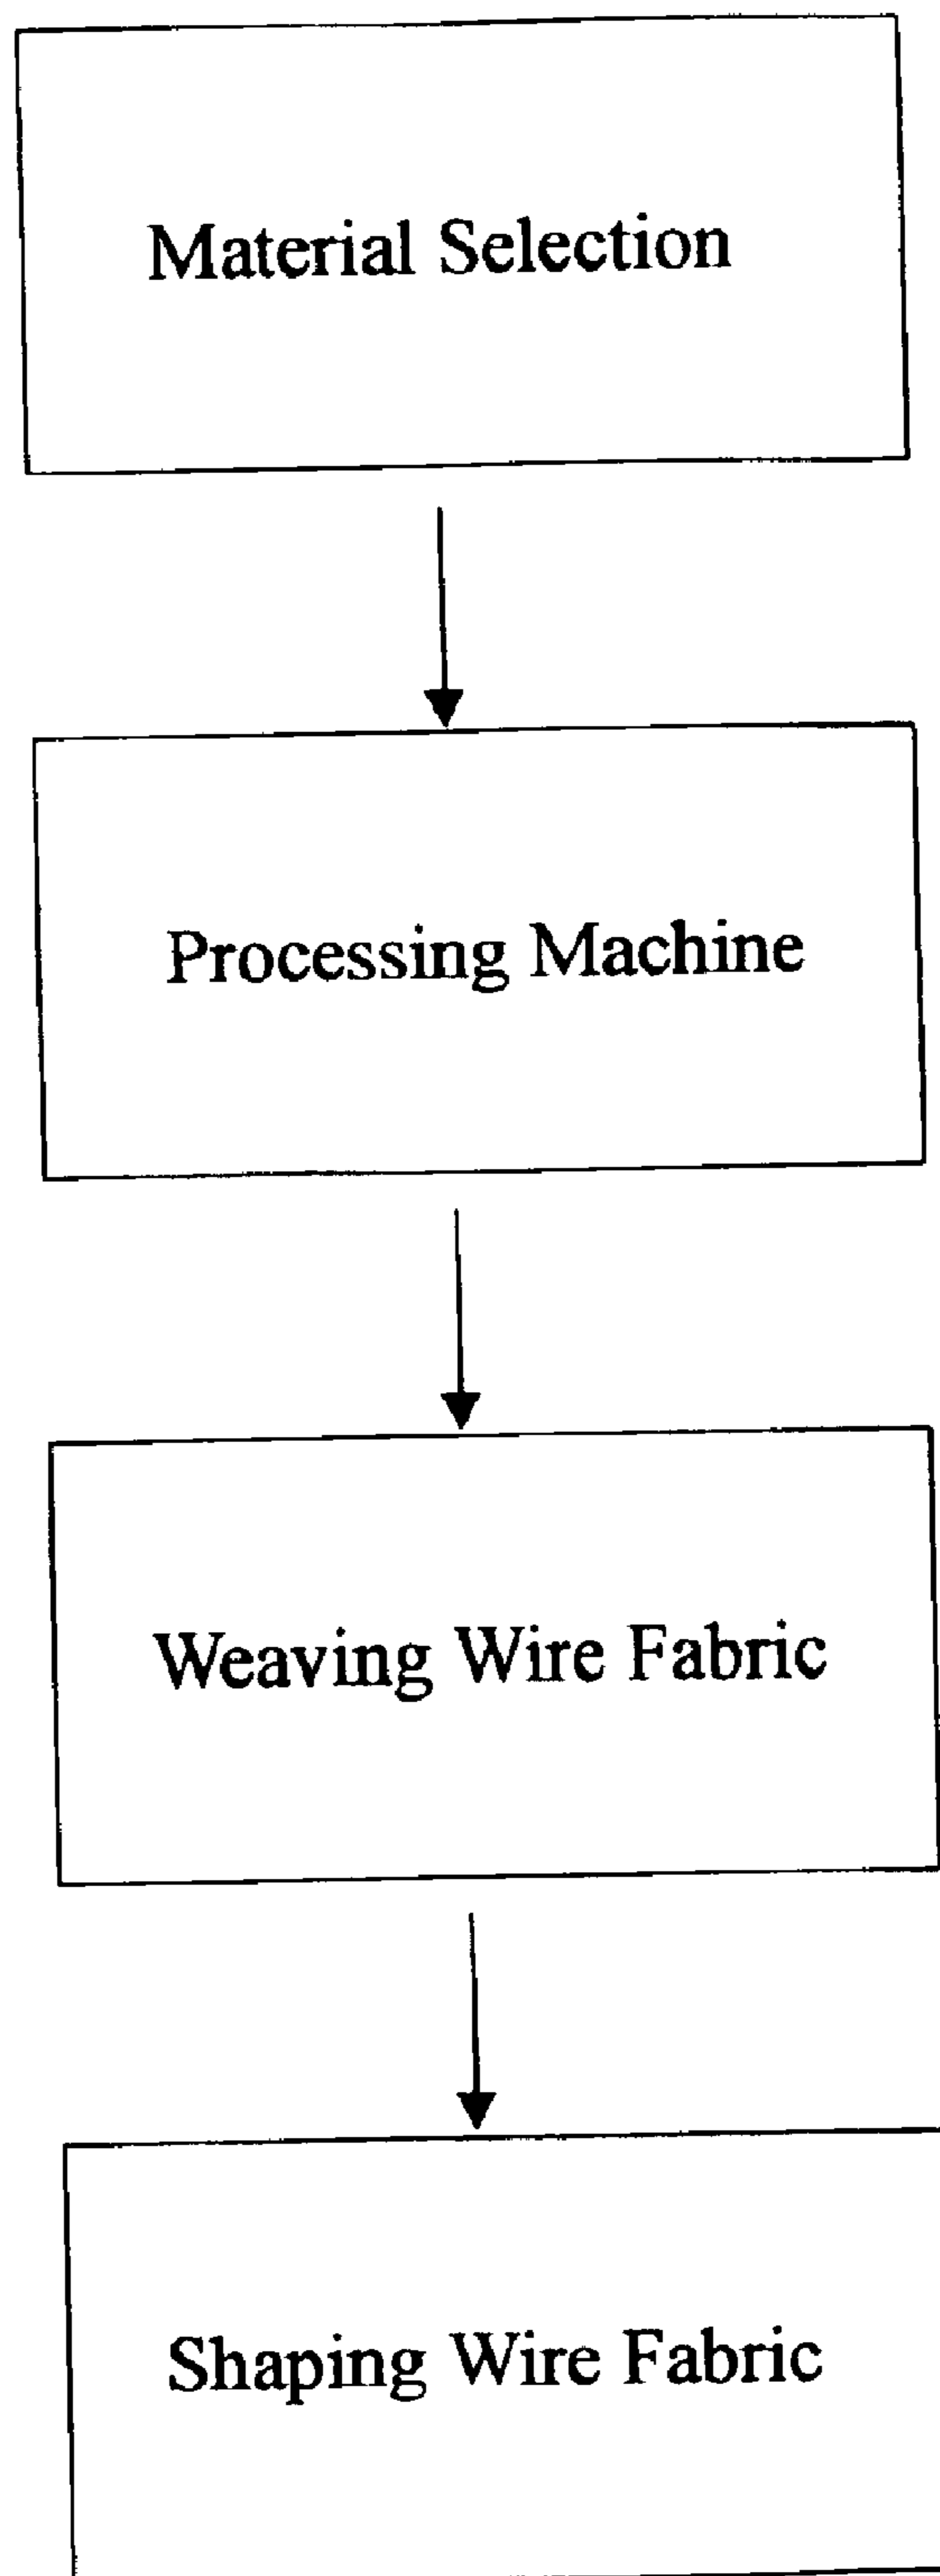 Material Selection
Processing Machine
Weaving Wire Fabric
Shaping Wire Fabric